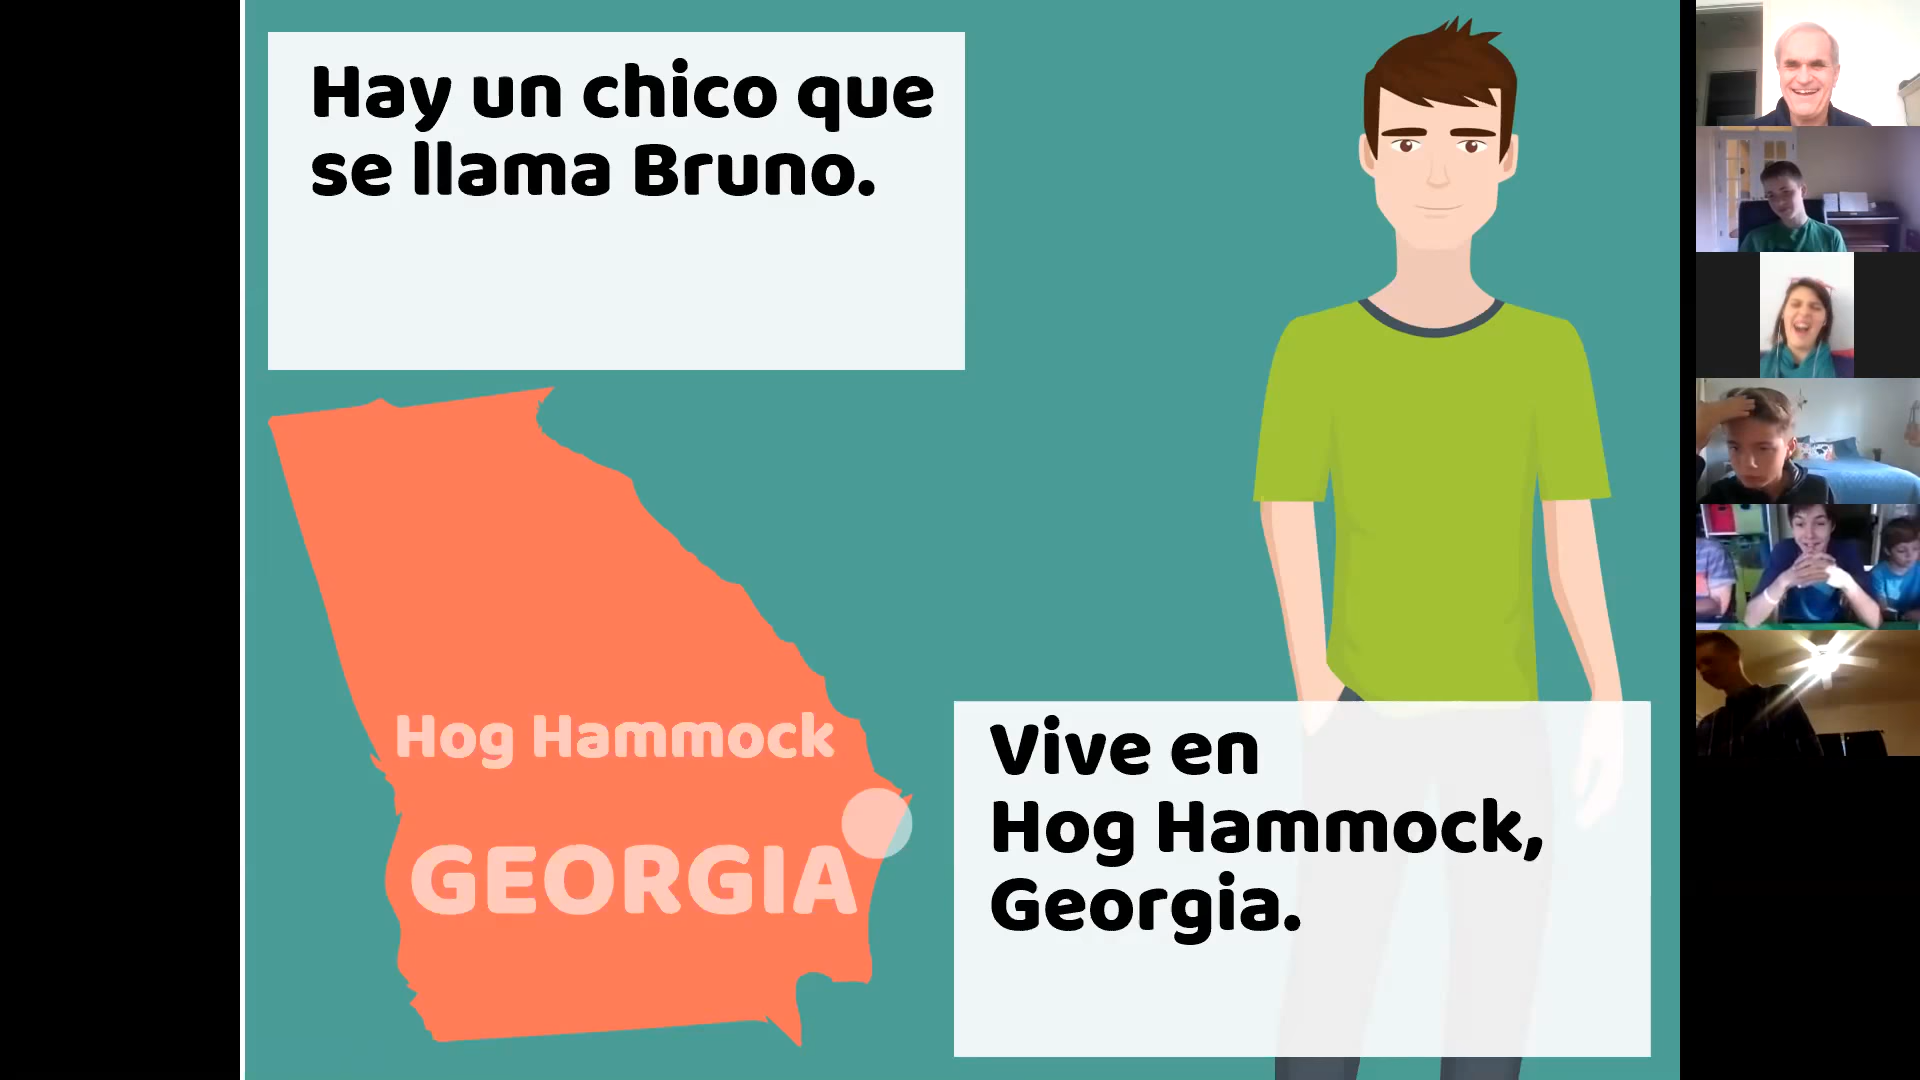 Hay un chico que
se llama Bruno.
Hog Hammock
GEORGIA
Vive en
Hog Hammock,
Georgia.